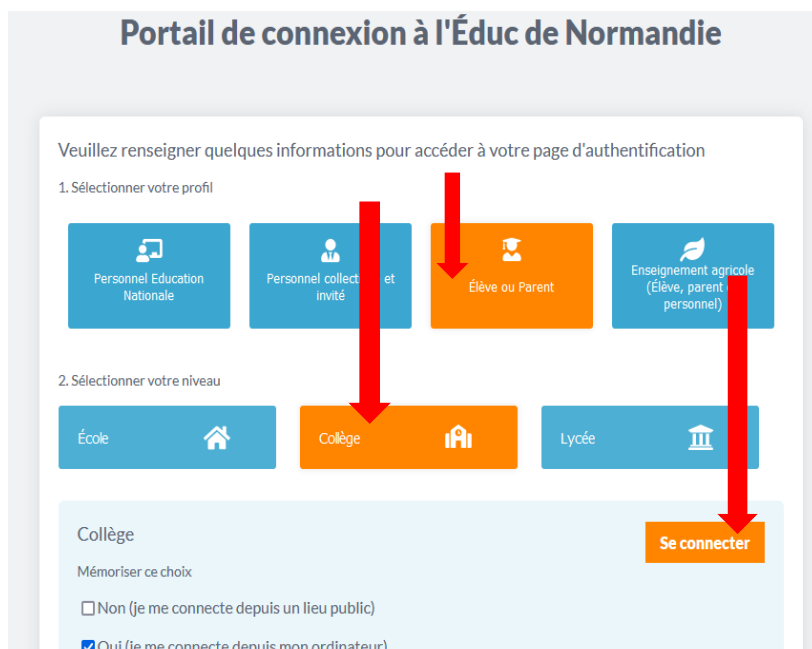 Portail de connexion à l'Éduc de Normandie
Veuillez renseigner quelques informations pour accéder à votre page d'authentification
1. Sélectionner votre profil
Personnel Education
Nationale
Personnel et
invité
Élève ou Parent
Enseignement agricole
(Élève, parent
personnel)
2. Sélectionner votre niveau
École
Collège
Lycée
Collège
Se connecter
Mémoriser ce choix
Non (je me connecte depuis un lieu public)
Oui (je me connecte depuis mon ordinateur)